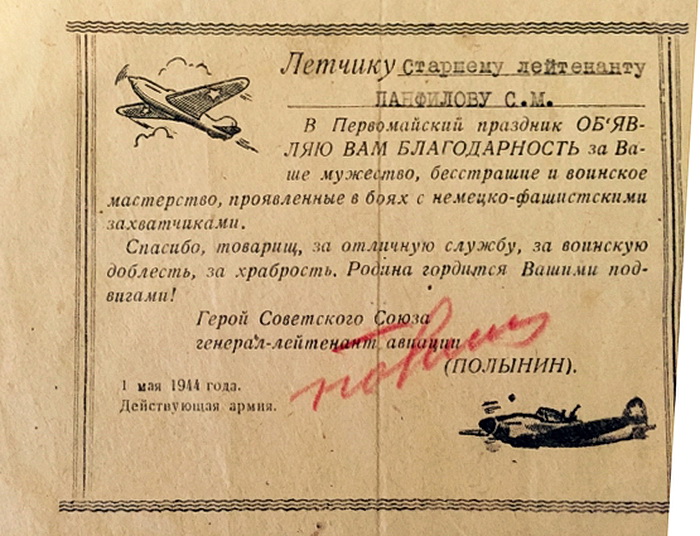 Летчику Старшему лейтенанту
ПАНФИЛОВУ С.М.
В Первомайский праздник ОБ'ЯВ-
ЛЯЮ ВАМ БЛАГОДАРНОСТЬ за Ва-
ше мужество, бесстрашие и воинское
мастерство, проявленные в боях с немецко-фашистскими
захватчиками.
Спасибо, товарищ, за отличную службу, за воинскую
доблесть, за храбрость. Родина гордится Вашими под-
вигами!
Герой Советского Союза
генерал-лейтенант авиации
(ПОЛЫНИН).
1 мая 1944 года.
Действующая армия.